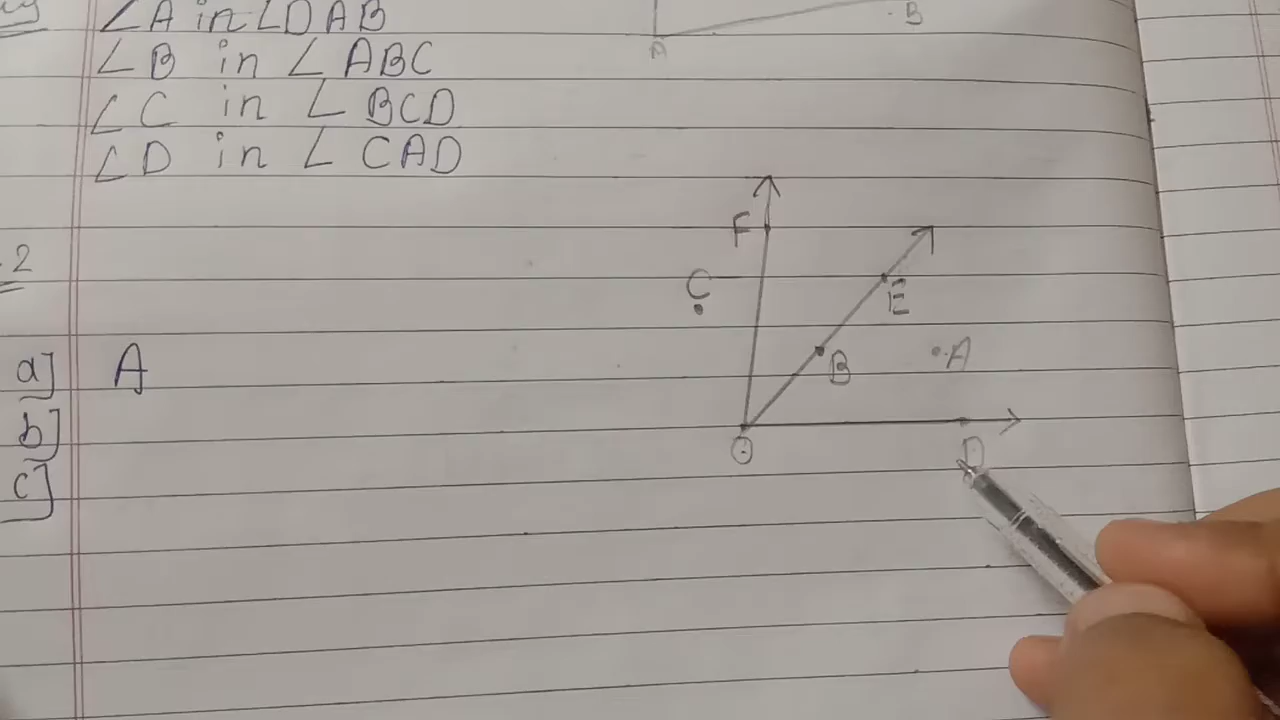 ∠A in ∠DAB
∠B in ∠ABC
∠C in ∠BCD
∠D in ∠CAD
A
B
2
F
C
E
B
A
O
D
a] A
b]
c]